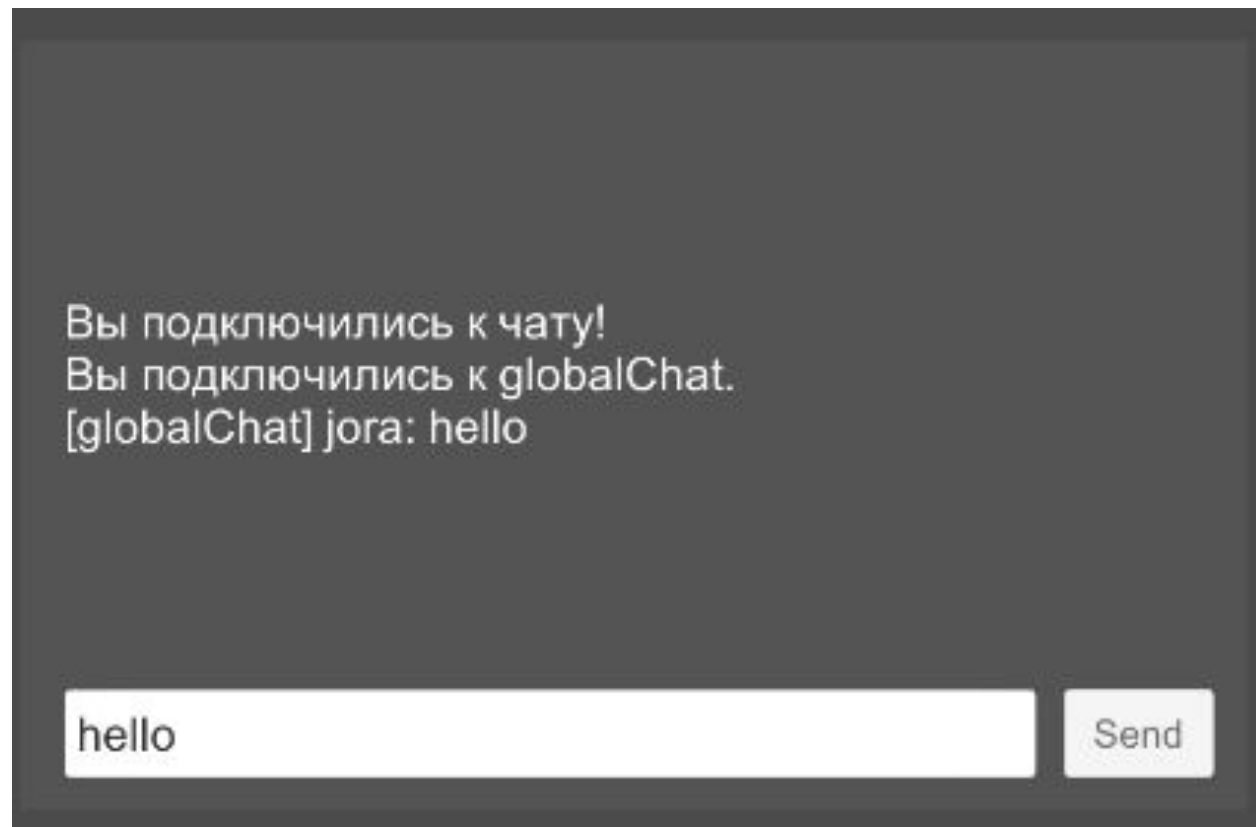 Вы подключились к чату!
Вы подключились к globalChat.
[globalChat] jora: hello
hello
Send